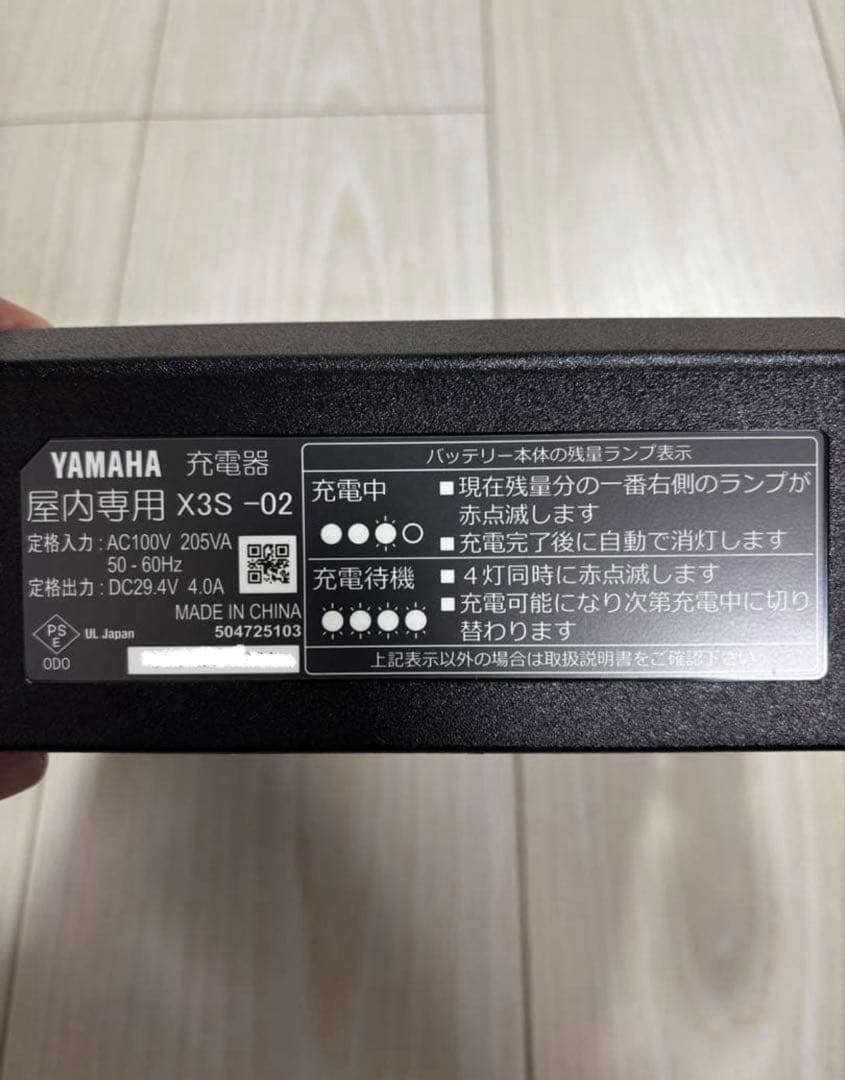 YAMAHA 充電器
屋内専用 X3S -02
定格入力：AC100V 205VA
50 - 60Hz
定格出力：DC29.4V 4.0A
MADE IN CHINA
504725103
PS
E
UL Japan
ODO
バッテリー本体の残量ランプ表示
充電中
■現在残量分の一番右側のランプが
赤点滅します
■充電完了後に自動で消灯します
充電待機
■４灯同時に赤点滅します
■充電可能になり次第充電中に切り
替わります
上記表示以外の場合は取扱説明書をご確認下さい